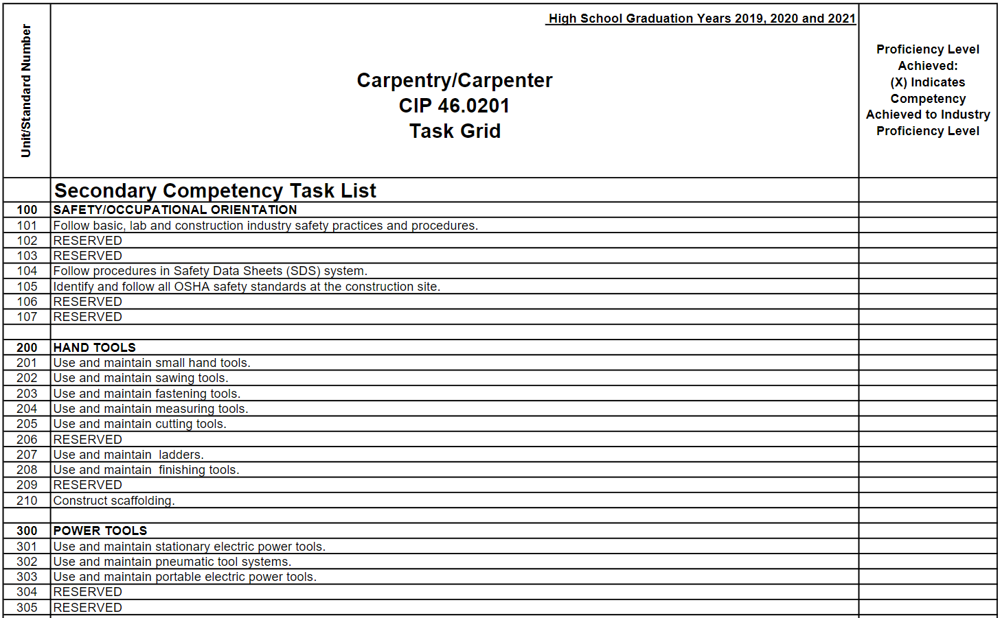 Unit/Standard Number
High School Graduation Years 2019, 2020 and 2021
Carpentry/Carpenter
CIP 46.0201
Task Grid
Proficiency Level
Achieved:
(X) Indicates
Competency
Achieved to Industry
Proficiency Level
Secondary Competency Task List
100 SAFETY/OCCUPATIONAL ORIENTATION
101 Follow basic, lab and construction industry safety practices and procedures.
102 RESERVED
103 RESERVED
104 Follow procedures in Safety Data Sheets (SDS) system.
105 Identify and follow all OSHA safety standards at the construction site.
106 RESERVED
107 RESERVED
200 HAND TOOLS
201 Use and maintain small hand tools.
202 Use and maintain sawing tools.
203 Use and maintain fastening tools.
204 Use and maintain measuring tools.
205 Use and maintain cutting tools.
206 RESERVED
207 Use and maintain  ladders.
208 Use and maintain  finishing tools.
209 RESERVED
210 Construct scaffolding.
300 POWER TOOLS
301 Use and maintain stationary electric power tools.
302 Use and maintain pneumatic tool systems.
303 Use and maintain portable electric power tools.
304 RESERVED
305 RESERVED